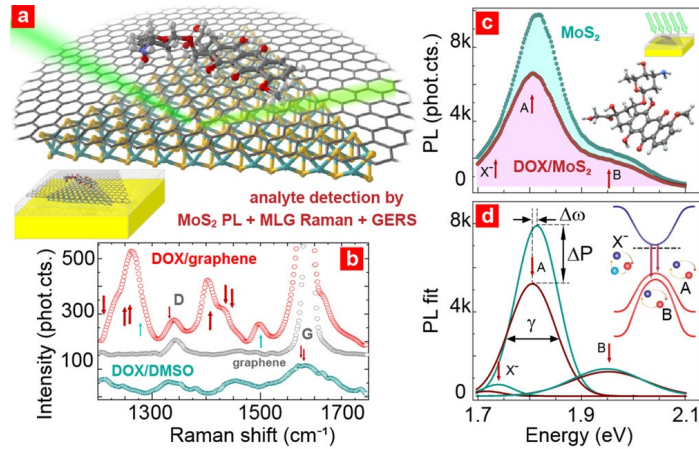 a
analyte detection by
MoS₂ PL + MLG Raman + GERS
b
DOX/graphene
D
G
graphene
DOX/DMSO
500
300
100
Intensity (phot.cts.)
1300
1500
1700
Raman shift (cm⁻¹)
c
MoS₂
8k
4k
0
PL (phot.cts.)
A
DOX/MoS₂
X⁻
B
d
Δω
ΔP
A
γ
B
X⁻
8k
4k
0
PL fit
X⁻
A
B
1.7
1.9
2.1
Energy (eV)